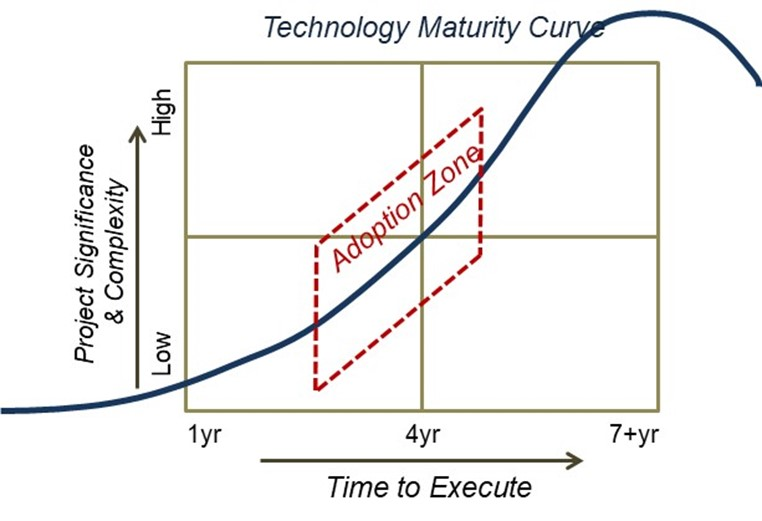 Technology Maturity Curve
High
Project Significance
& Complexity
Adoption Zone
Low
1yr
4yr
7+yr
Time to Execute